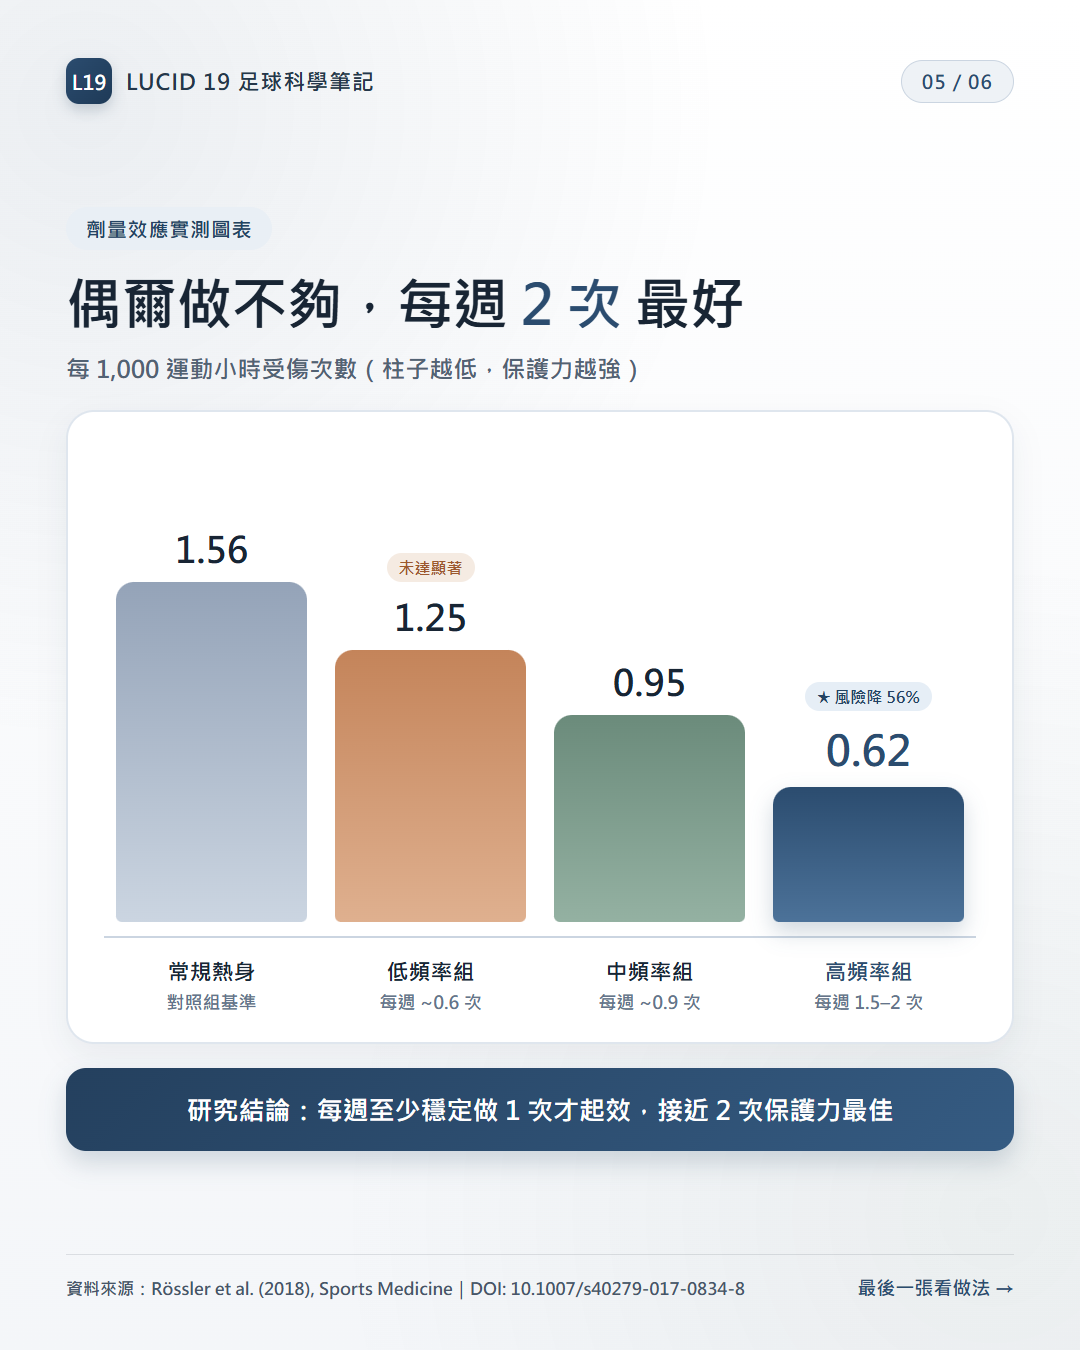 L19
LUCID 19 足球科學筆記
05 / 06
劑量效應實測圖表
偶爾做不夠，每週 2 次 最好
每 1,000 運動小時受傷次數（柱子越低，保護力越強）
1.56
未達顯著
1.25
0.95
★ 風險降 56%
0.62
常規熱身
對照組基準
低頻率組
每週 ~0.6 次
中頻率組
每週 ~0.9 次
高頻率組
每週 1.5–2 次
研究結論：每週至少穩定做 1 次才起效，接近 2 次保護力最佳
資料來源：Rössler et al. (2018), Sports Medicine | DOI: 10.1007/s40279-017-0834-8
最後一張看做法 →